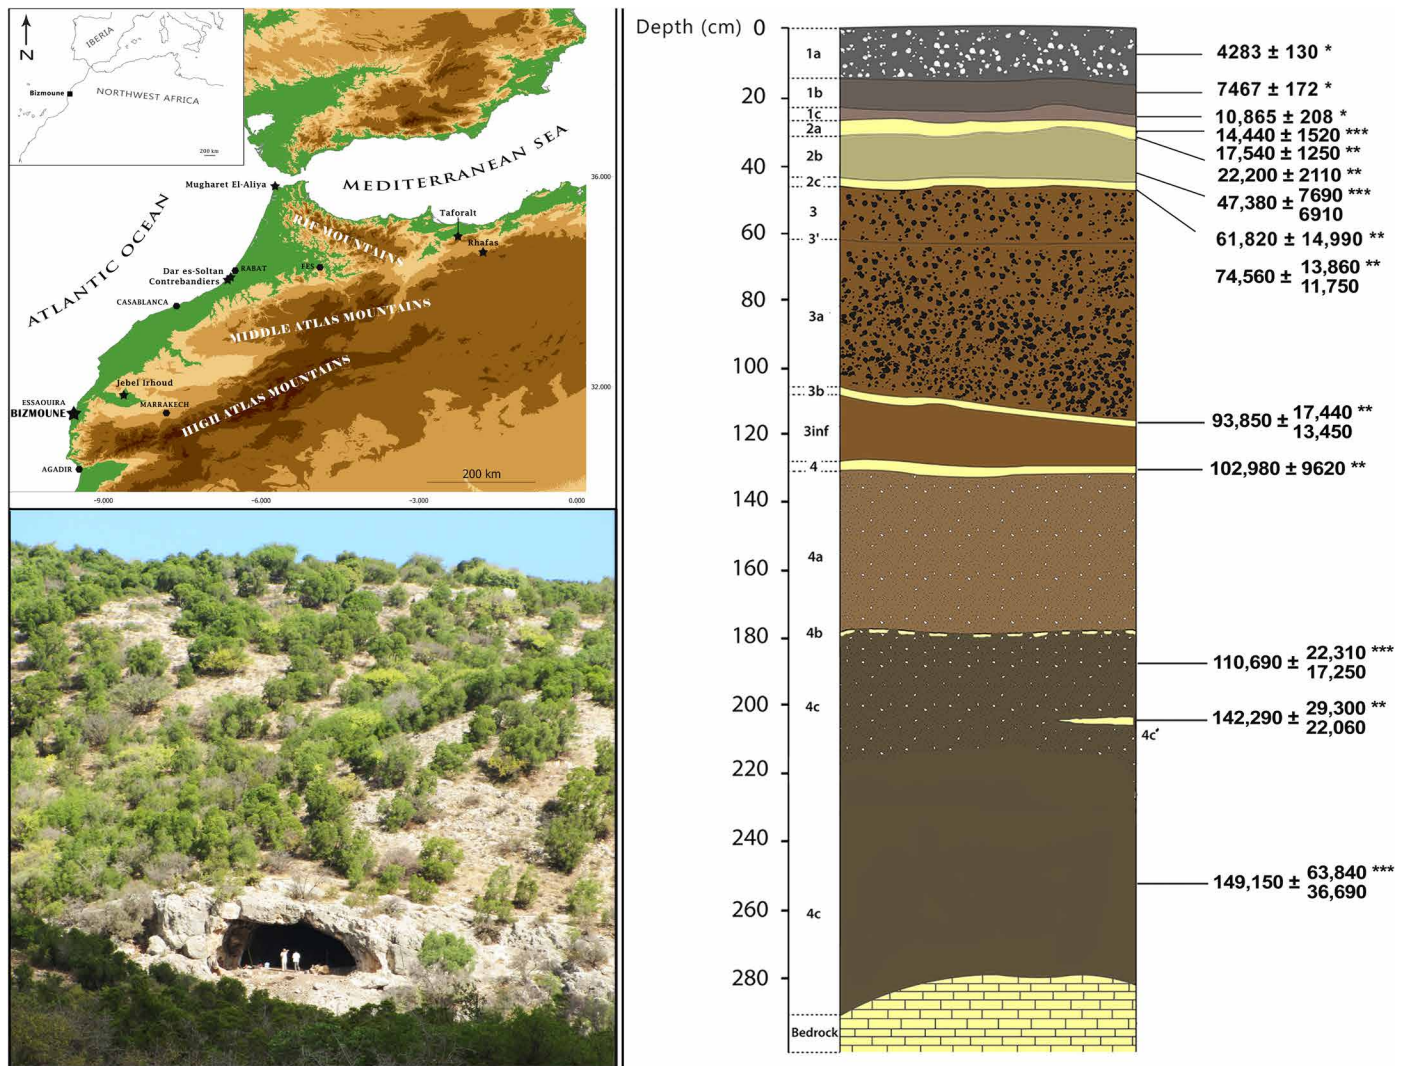 N
IBERIA
Bizmoune
NORTHWEST AFRICA
200 km
MEDITERRANEAN SEA
ATLANTIC OCEAN
Mugharet El-Aliya
36.000
Taforalt
RIF MOUNTAINS
Rhafas
Dar es-Soltan
RABAT
FES
Contrebandiers
CASABLANCA
MIDDLE ATLAS MOUNTAINS
HIGH ATLAS MOUNTAINS
Jebel Irhoud
32.000
ESSAOUIRA
MARRAKECH
BIZMOUNE
AGADIR
200 km
-9.000 -6.000 -3.000 0.000
Depth (cm)
0
20
40
60
80
100
120
140
160
180
200
220
240
260
280
1a
1b
1c
2a
2b
2c
3
3'
3a
3b
3inf
4
4a
4b
4c
4c'
4c
Bedrock
4283 ± 130 *
7467 ± 172 *
10,865 ± 208 *
14,440 ± 1520 ***
17,540 ± 1250 **
22,200 ± 2110 **
47,380 ± 7690 ***
6910
61,820 ± 14,990 **
74,560 ± 13,860 **
11,750
93,850 ± 17,440 **
13,450
102,980 ± 9620 **
110,690 ± 22,310 ***
17,250
142,290 ± 29,300 **
22,060
149,150 ± 63,840 ***
36,690